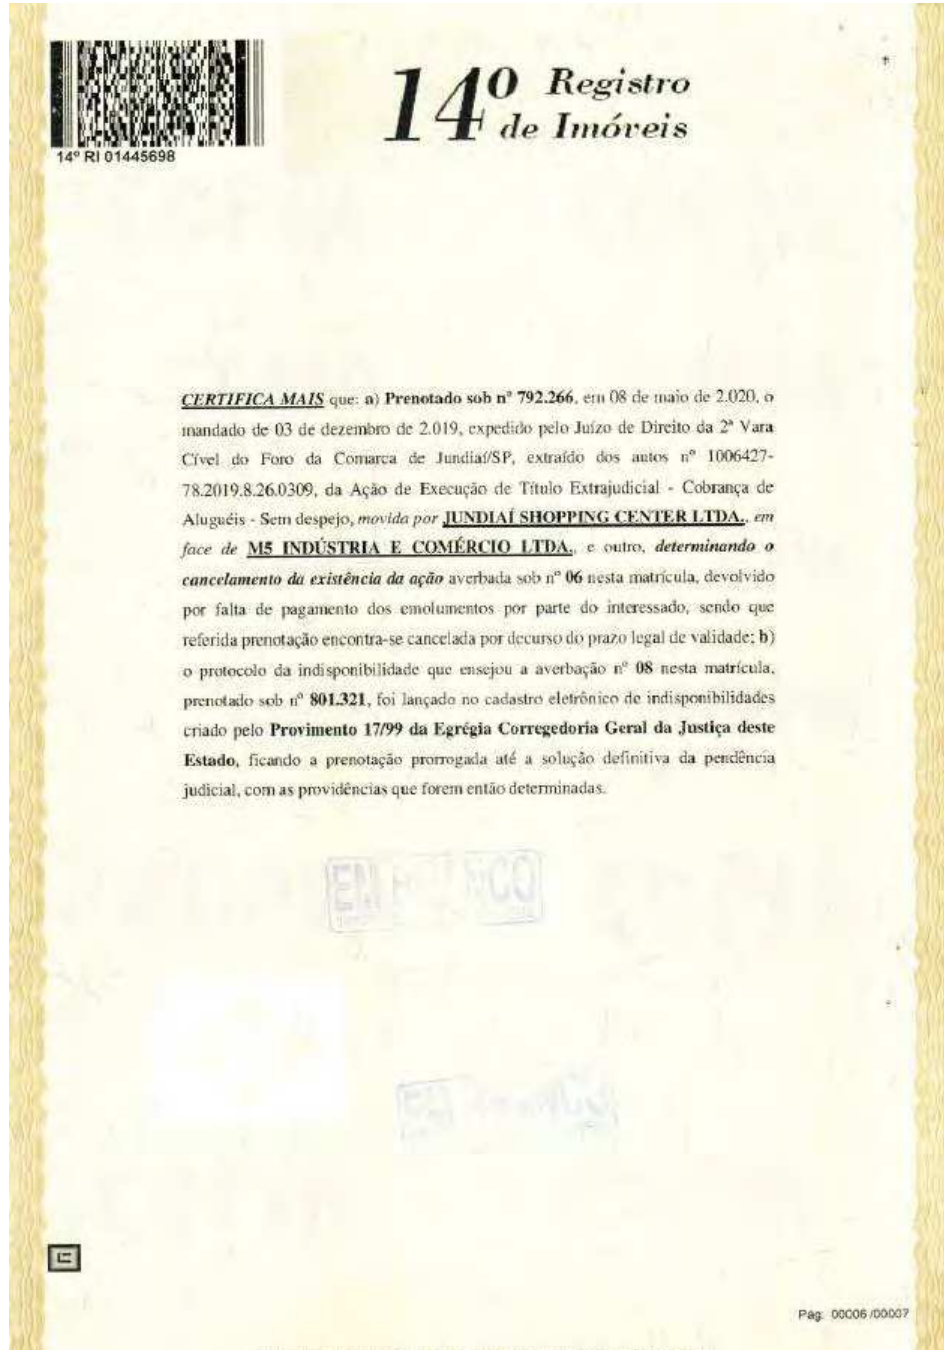 14º Registro
de Imóveis
14º RI 01445698
CERTIFICA MAIS que: a) Prenotado sob nº 792.266, em 08 de maio de 2.020, o
mandado de 03 de dezembro de 2.019, expedido pelo Juízo de Direito da 2ª Vara
Cível do Foro da Comarca de Jundiaí/SP, extraído dos autos nº 1006427-
78.2019.8.26.0309, da Ação de Execução de Título Extrajudicial - Cobrança de
Aluguéis - Sem despejo, movida por JUNDIAÍ SHOPPING CENTER LTDA., em
face de M5 INDÚSTRIA E COMÉRCIO LTDA., e outro, determinando o
cancelamento da existência da ação averbada sob nº 06 nesta matrícula, devolvido
por falta de pagamento dos emolumentos por parte do interessado, sendo que
referida prenotação encontra-se cancelada por decurso do prazo legal de validade; b)
o protocolo da indisponibilidade que ensejou a averbação nº 08 nesta matrícula,
prenotado sob nº 801.321, foi lançado no cadastro eletrônico de indisponibilidades
criado pelo Provimento 17/99 da Egrégia Corregedoria Geral da Justiça deste
Estado, ficando a prenotação prorrogada até a solução definitiva da pendência
judicial, com as providências que forem então determinadas.
Pág: 00006/00007